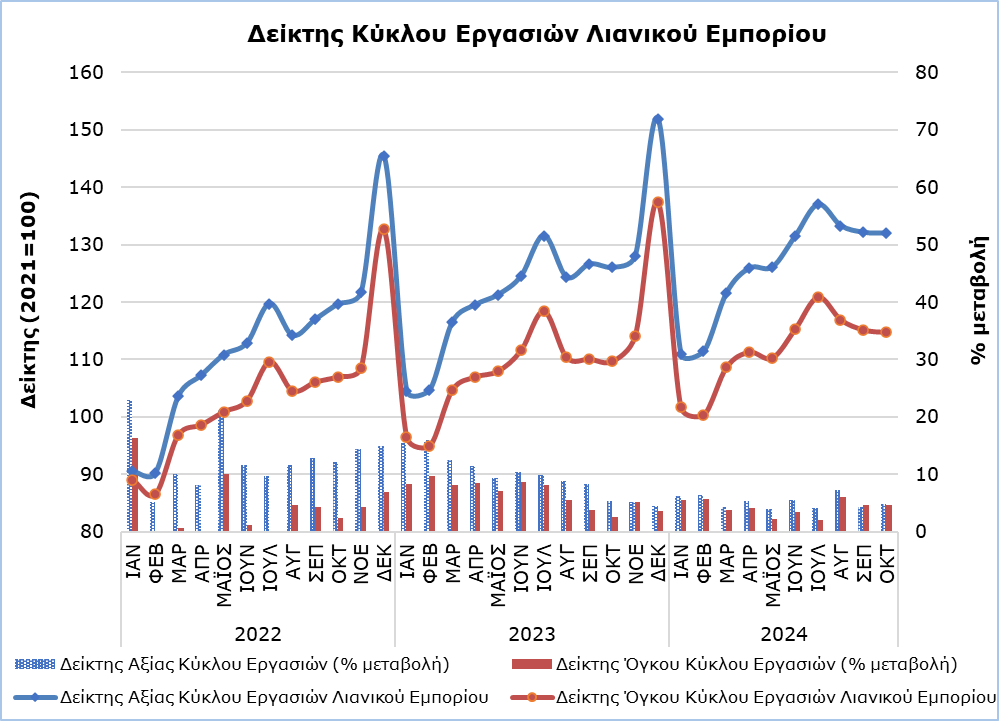 Δείκτης Κύκλου Εργασιών Λιανικού Εμπορίου
160 80
150 70
140 60
130 50
120 40
110 30
100 20
90 10
80 0
Δείκτης (2021=100)
% μεταβολή
ΙΑΝ ΦΕΒ ΜΑΡ ΑΠΡ ΜΑΪΟΣ ΙΟΥΝ ΙΟΥΛ ΑΥΓ ΣΕΠ ΟΚΤ ΝΟΕ ΔΕΚ ΙΑΝ ΦΕΒ ΜΑΡ ΑΠΡ ΜΑΪΟΣ ΙΟΥΝ ΙΟΥΛ ΑΥΓ ΣΕΠ ΟΚΤ ΝΟΕ ΔΕΚ ΙΑΝ ΦΕΒ ΜΑΡ ΑΠΡ ΜΑΪΟΣ ΙΟΥΝ ΙΟΥΛ ΑΥΓ ΣΕΠ ΟΚΤ
2022 2023 2024
Δείκτης Αξίας Κύκλου Εργασιών (% μεταβολή) Δείκτης Όγκου Κύκλου Εργασιών (% μεταβολή)
Δείκτης Αξίας Κύκλου Εργασιών Λιανικού Εμπορίου Δείκτης Όγκου Κύκλου Εργασιών Λιανικού Εμπορίου